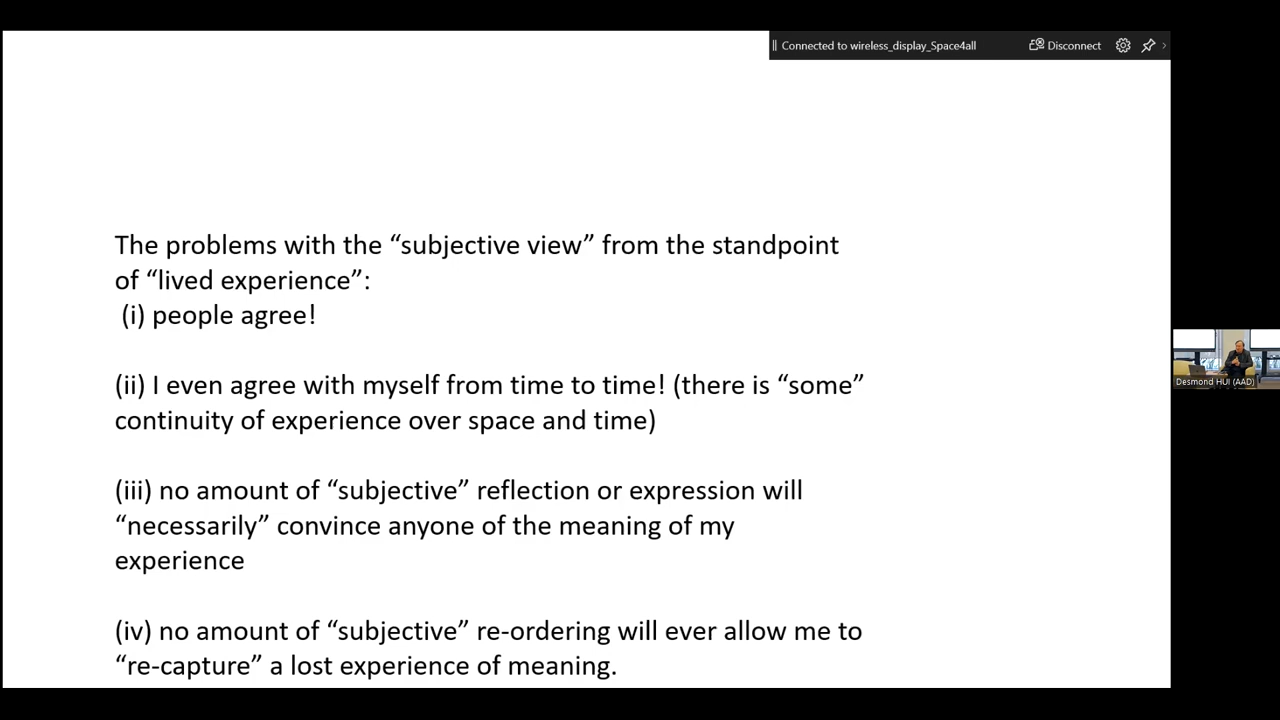 Connected to wireless_display_Space4all Disconnect
The problems with the “subjective view” from the standpoint
of “lived experience”:
(i) people agree!
(ii) I even agree with myself from time to time! (there is “some”
continuity of experience over space and time)
(iii) no amount of “subjective” reflection or expression will
“necessarily” convince anyone of the meaning of my
experience
(iv) no amount of “subjective” re-ordering will ever allow me to
“re-capture” a lost experience of meaning.
Desmond HUI (AAD)